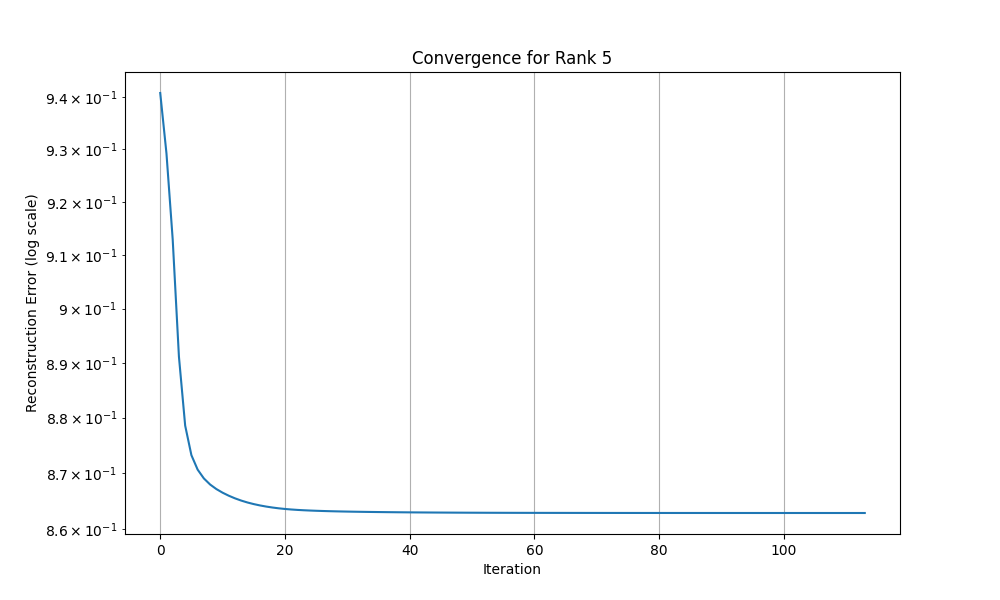 Convergence for Rank 5
Reconstruction Error (log scale)
9.4 × 10⁻¹
9.3 × 10⁻¹
9.2 × 10⁻¹
9.1 × 10⁻¹
9 × 10⁻¹
8.9 × 10⁻¹
8.8 × 10⁻¹
8.7 × 10⁻¹
8.6 × 10⁻¹
0 20 40 60 80 100
Iteration